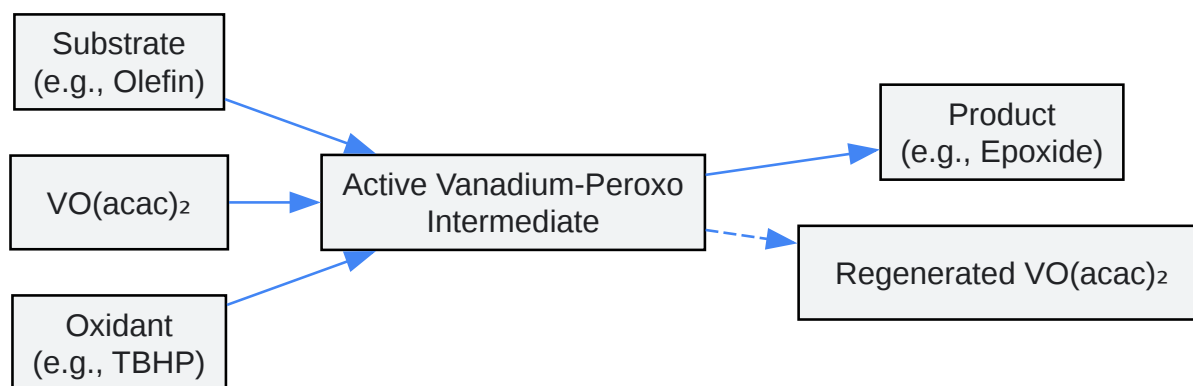 Substrate
(e.g., Olefin)
VO(acac)₂
Oxidant
(e.g., TBHP)
Active Vanadium-Peroxo
Intermediate
Product
(e.g., Epoxide)
Regenerated VO(acac)₂